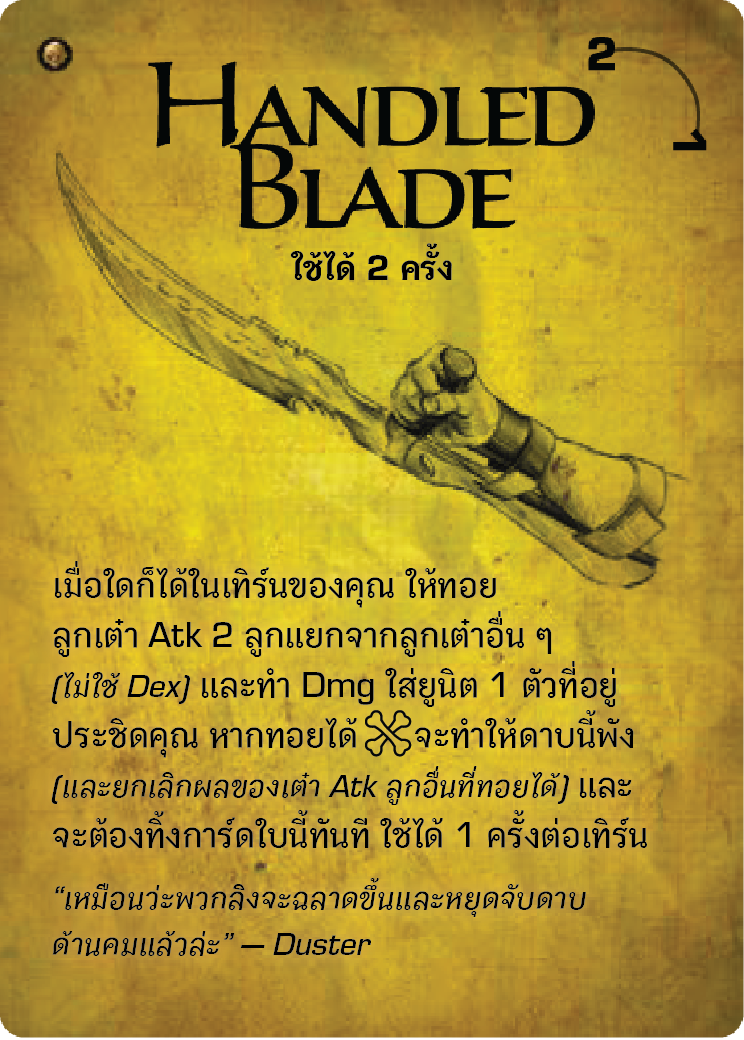 2
HANDLED
1
BLADE
ใช้ได้ 2 ครั้ง
เมื่อใดก็ได้ในเทิร์นของคุณ ให้ทอย
ลูกเต๋า Atk 2 ลูกแยกจากลูกเต๋าอื่น ๆ
(ไม่ใช้ Dex) และทำ Dmg ใส่ยูนิต 1 ตัวที่อยู่
ประชิดคุณ หากทอยได้ จะทำให้ดาบนี้พัง
(และยกเลิกผลของเต๋า Atk ลูกอื่นที่ทอยได้) และ
จะต้องทิ้งการ์ดใบนี้ทันที ใช้ได้ 1 ครั้งต่อเทิร์น
“เหมือนว่าพวกลิงจะฉลาดขึ้นและหยุดจับดาบ
ด้านคมแล้วล่ะ” — Duster